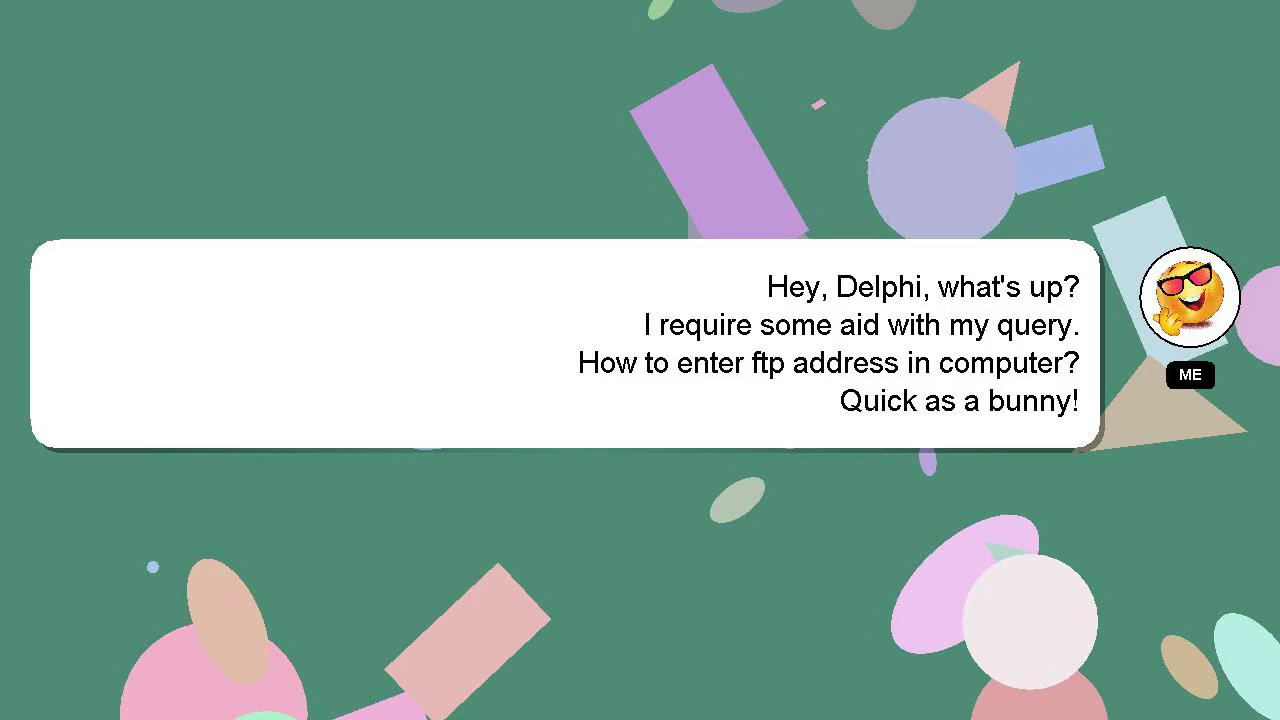 Hey, Delphi, what's up?
I require some aid with my query.
How to enter ftp address in computer?
Quick as a bunny!
ME